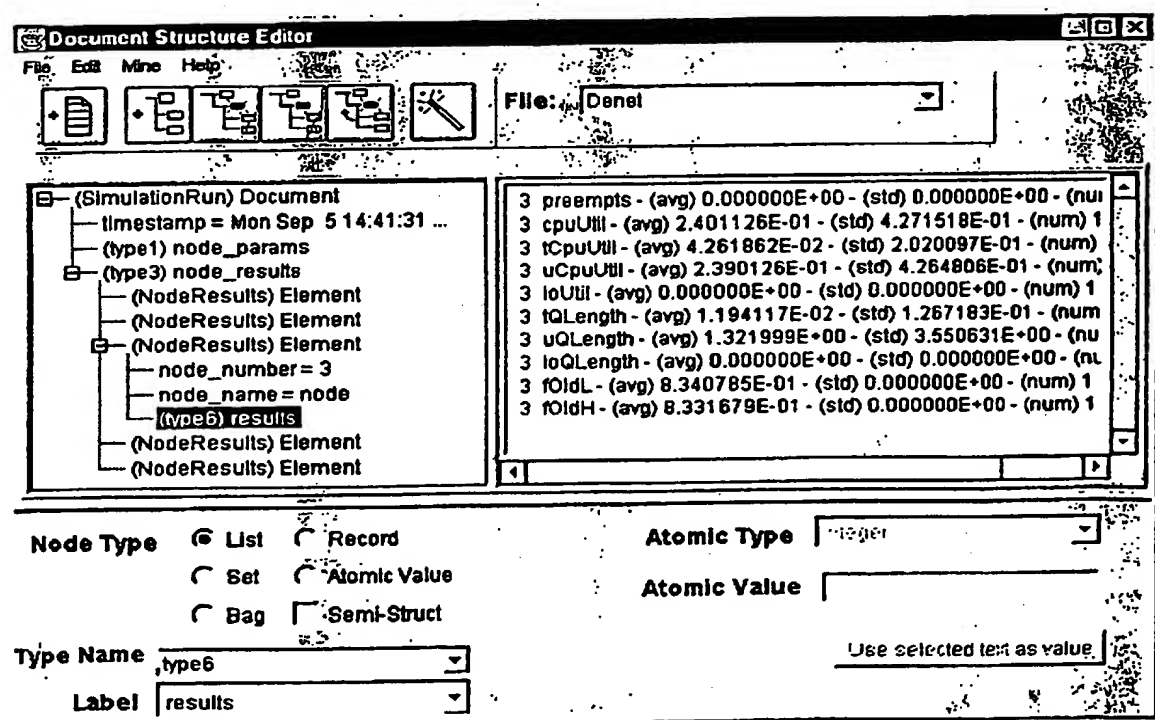 Document Structure Editor
File Edit Mine Help
File: Denet
(SimulationRun) Document
timestamp = Mon Sep 5 14:41:31 ...
(type1) node_params
(type3) node_results
(NodeResults) Element
(NodeResults) Element
(NodeResults) Element
node_number = 3
node_name = node
(type6) results
(NodeResults) Element
(NodeResults) Element
3 preempts - (avg) 0.000000E+00 - (std) 0.000000E+00 - (nu
3 cpuUtil - (avg) 2.401126E-01 - (std) 4.271518E-01 - (num) 1
3 tCpuUtil - (avg) 4.261862E-02 - (std) 2.020097E-01 - (num)
3 uCpuUtil - (avg) 2.390126E-01 - (std) 4.264806E-01 - (num)
3 ioUtil - (avg) 0.000000E+00 - (std) 0.000000E+00 - (num) 1
3 tQLength - (avg) 1.194117E-02 - (std) 1.267183E-01 - (num
3 uQLength - (avg) 1.321999E+00 - (std) 3.550631E+00 - (nu
3 ioQLength - (avg) 0.000000E+00 - (std) 0.000000E+00 - (nu
3 fOldL - (avg) 8.340785E-01 - (std) 0.000000E+00 - (num) 1
3 fOldH - (avg) 8.331679E-01 - (std) 0.000000E+00 - (num) 1
Node Type List Record
Set Atomic Value
Bag Semi-Struct
Type Name type6
Label results
Atomic Type Integer
Atomic Value
Use selected text as value